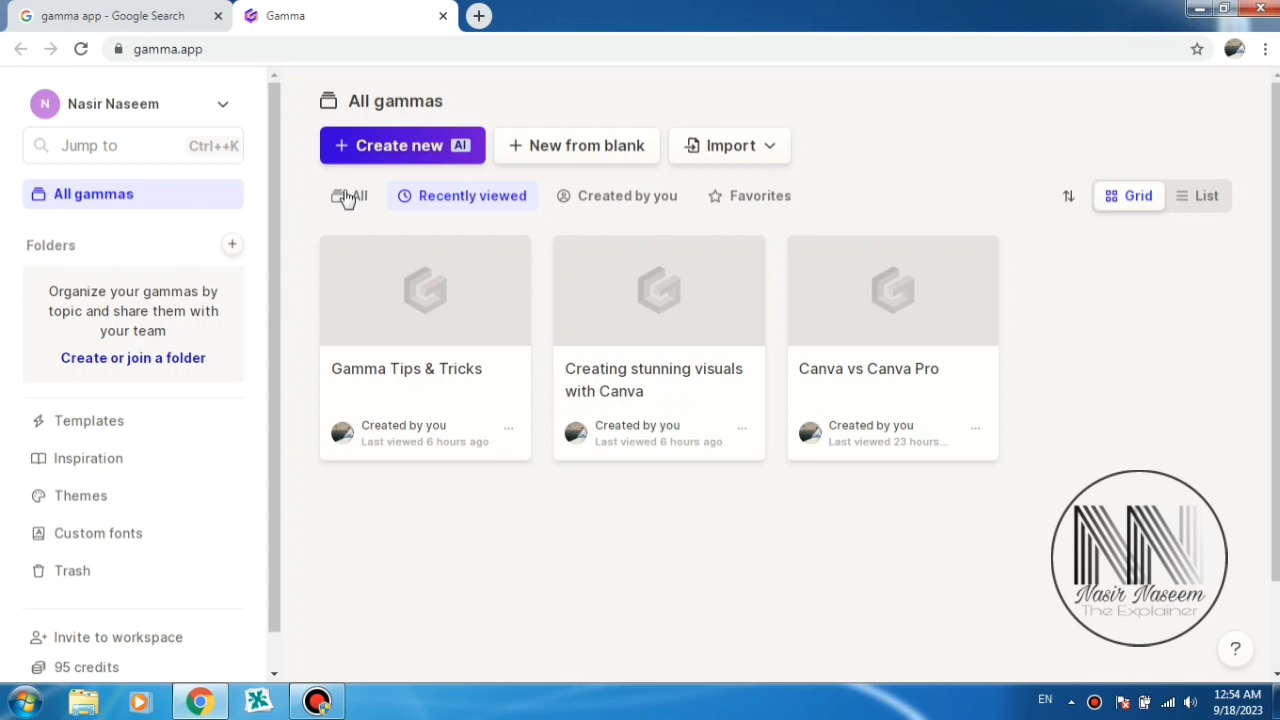 gamma app - Google Search
Gamma
gamma.app
N
Nasir Naseem
Jump to
Ctrl++K
All gammas
Folders
+
Organize your gammas by
topic and share them with
your team
Create or join a folder
Templates
Inspiration
Themes
Custom fonts
Trash
Invite to workspace
95 credits
All gammas
+ Create new AI
+ New from blank
Import
All
Recently viewed
Created by you
Favorites
Grid
List
Gamma Tips & Tricks
Created by you
Last viewed 6 hours ago
...
Creating stunning visuals
with Canva
Created by you
Last viewed 6 hours ago
...
Canva vs Canva Pro
Created by you
Last viewed 23 hours...
...
NN
Nasir Naseem
The Explainer
?
EN
12:54 AM
9/18/2023